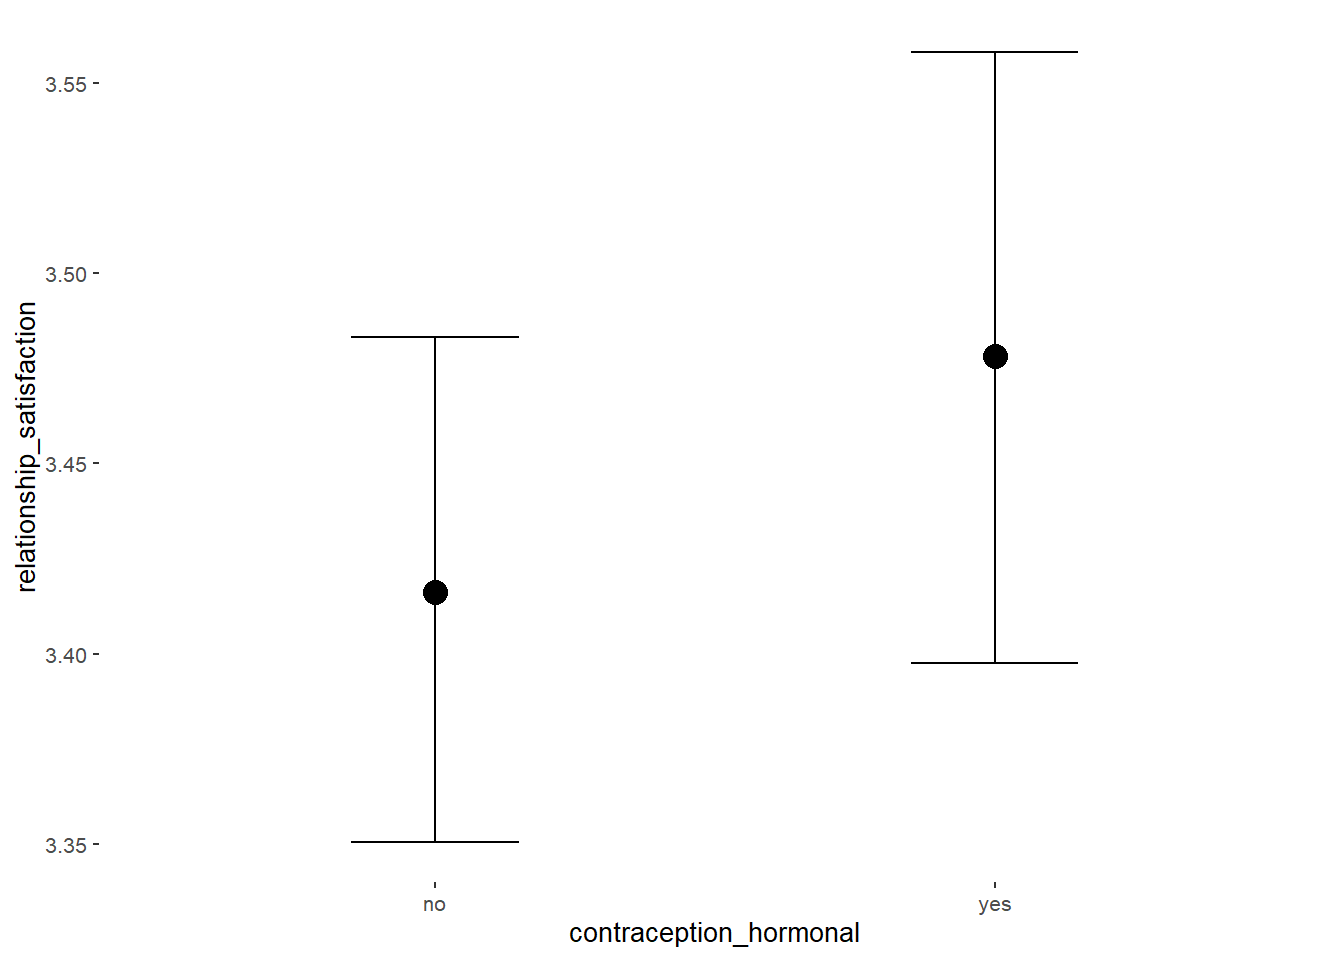 relationship_satisfaction
3.55
3.50
3.45
3.40
3.35
no
yes
contraception_hormonal